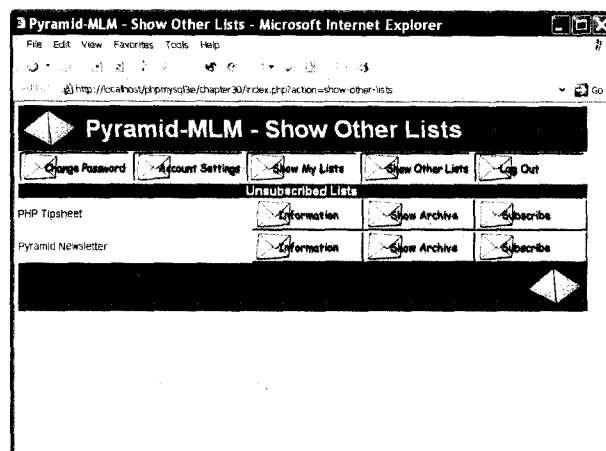 Pyramid-MLM - Show Other Lists - Microsoft Internet Explorer
File Edit View Favorites Tools Help
http://localhost/phpmysql3e/chapter30/index.php?action=show-other-lists Go
Pyramid-MLM - Show Other Lists
Change Password Account Settings Show My Lists Show Other Lists Log Out
Unsubscribed Lists
PHP Tipsheet Information Show Archive Subscribe
Pyramid Newsletter Information Show Archive Subscribe